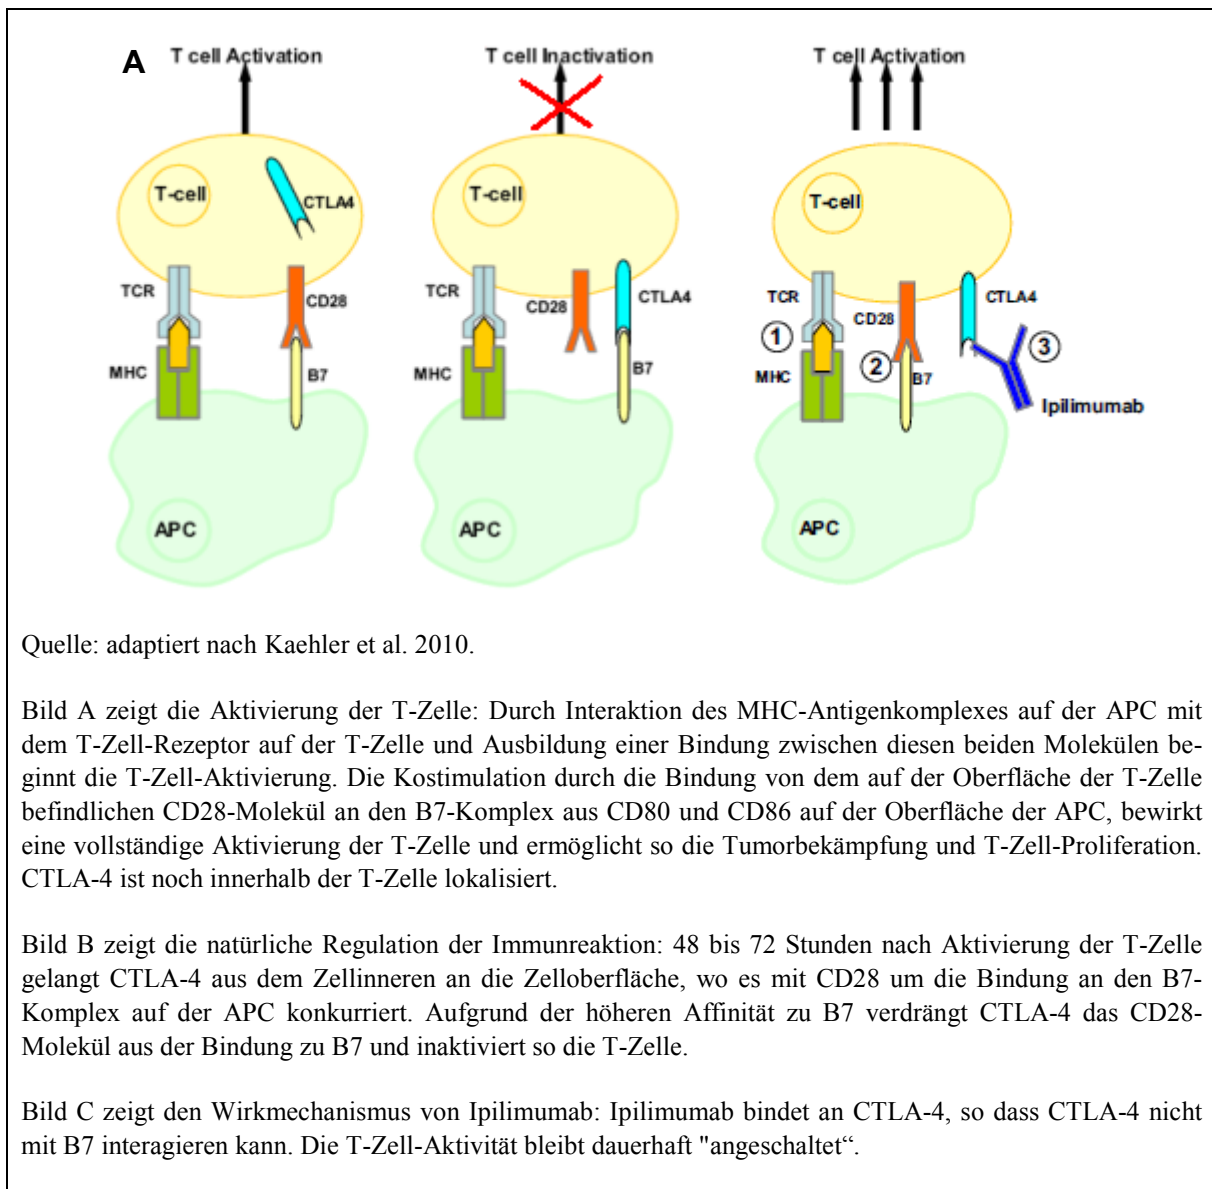 A
T cell Activation
T cell Inactivation
T cell Activation
T-cell
CTLA4
T-cell
T-cell
TCR
CD28
MHC
B7
TCR
CD28
CTLA4
MHC
B7
TCR
1
CD28
CTLA4
2
3
MHC
B7
Ipilimumab
APC
APC
APC
Quelle: adaptiert nach Kaehler et al. 2010.
Bild A zeigt die Aktivierung der T-Zelle: Durch Interaktion des MHC-Antigenkomplexes auf der APC mit
dem T-Zell-Rezeptor auf der T-Zelle und Ausbildung einer Bindung zwischen diesen beiden Molekülen be-
ginnt die T-Zell-Aktivierung. Die Kostimulation durch die Bindung von dem auf der Oberfläche der T-Zelle
befindlichen CD28-Molekül an den B7-Komplex aus CD80 und CD86 auf der Oberfläche der APC, bewirkt
eine vollständige Aktivierung der T-Zelle und ermöglicht so die Tumorbekämpfung und T-Zell-Proliferation.
CTLA-4 ist noch innerhalb der T-Zelle lokalisiert.
Bild B zeigt die natürliche Regulation der Immunreaktion: 48 bis 72 Stunden nach Aktivierung der T-Zelle
gelangt CTLA-4 aus dem Zellinneren an die Zelloberfläche, wo es mit CD28 um die Bindung an den B7-
Komplex auf der APC konkurriert. Aufgrund der höheren Affinität zu B7 verdrängt CTLA-4 das CD28-
Molekül aus der Bindung zu B7 und inaktiviert so die T-Zelle.
Bild C zeigt den Wirkmechanismus von Ipilimumab: Ipilimumab bindet an CTLA-4, so dass CTLA-4 nicht
mit B7 interagieren kann. Die T-Zell-Aktivität bleibt dauerhaft "angeschaltet“.